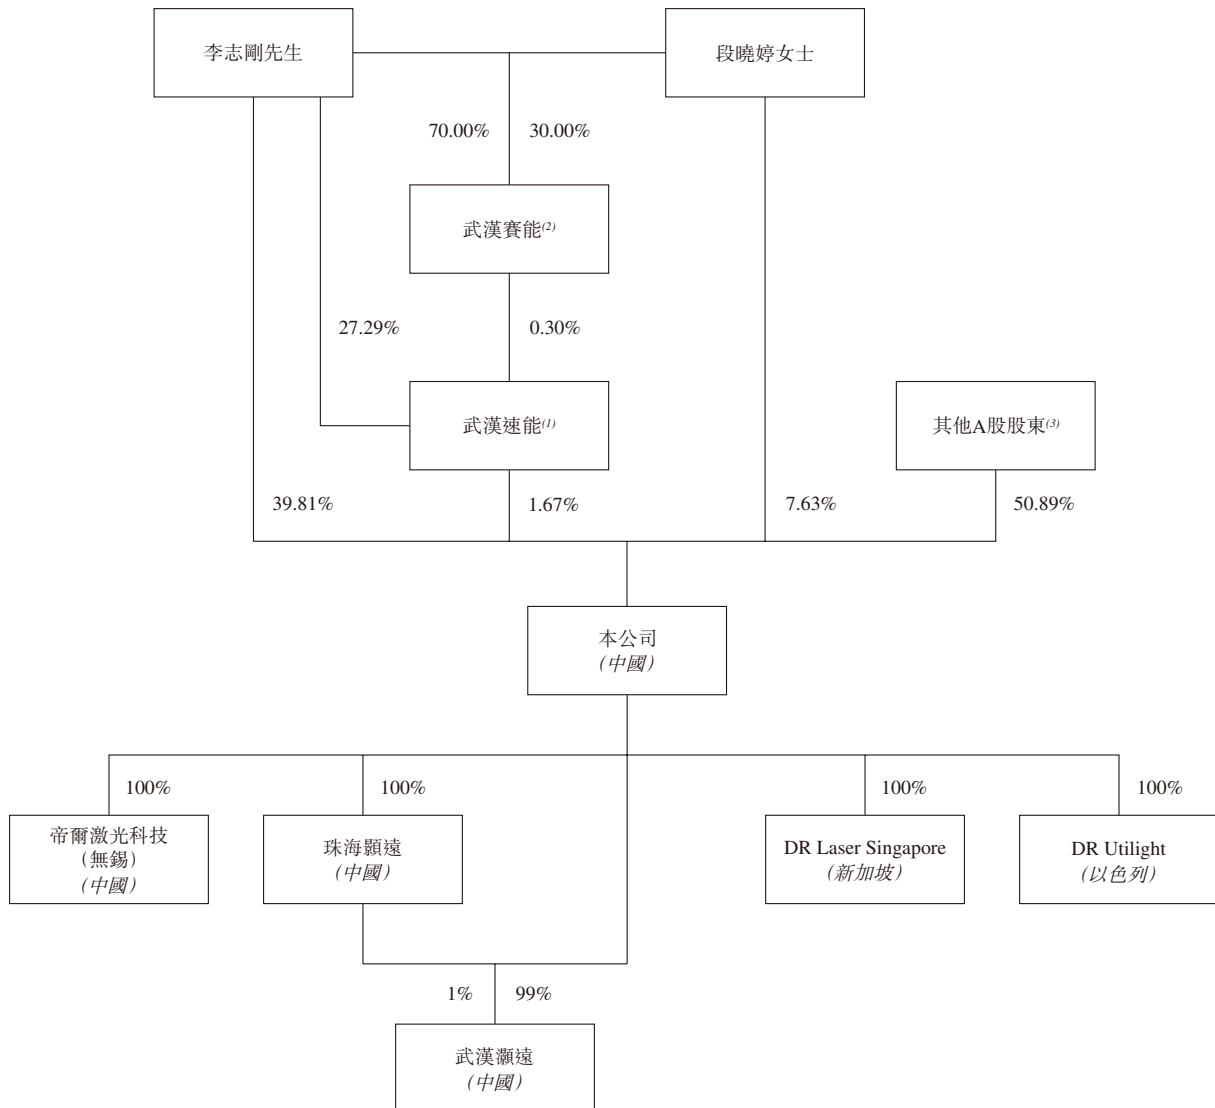 李志剛先生
段曉婷女士
70.00%
30.00%
武漢賽能(2)
27.29%
0.30%
武漢速能(1)
其他A股股東(3)
39.81%
1.67%
7.63%
50.89%
本公司
(中國)
100%
100%
100%
100%
帝爾激光科技
(無錫)
(中國)
珠海顥遠
(中國)
DR Laser Singapore
(新加坡)
DR Utilight
(以色列)
1%
99%
武漢灝遠
(中國)